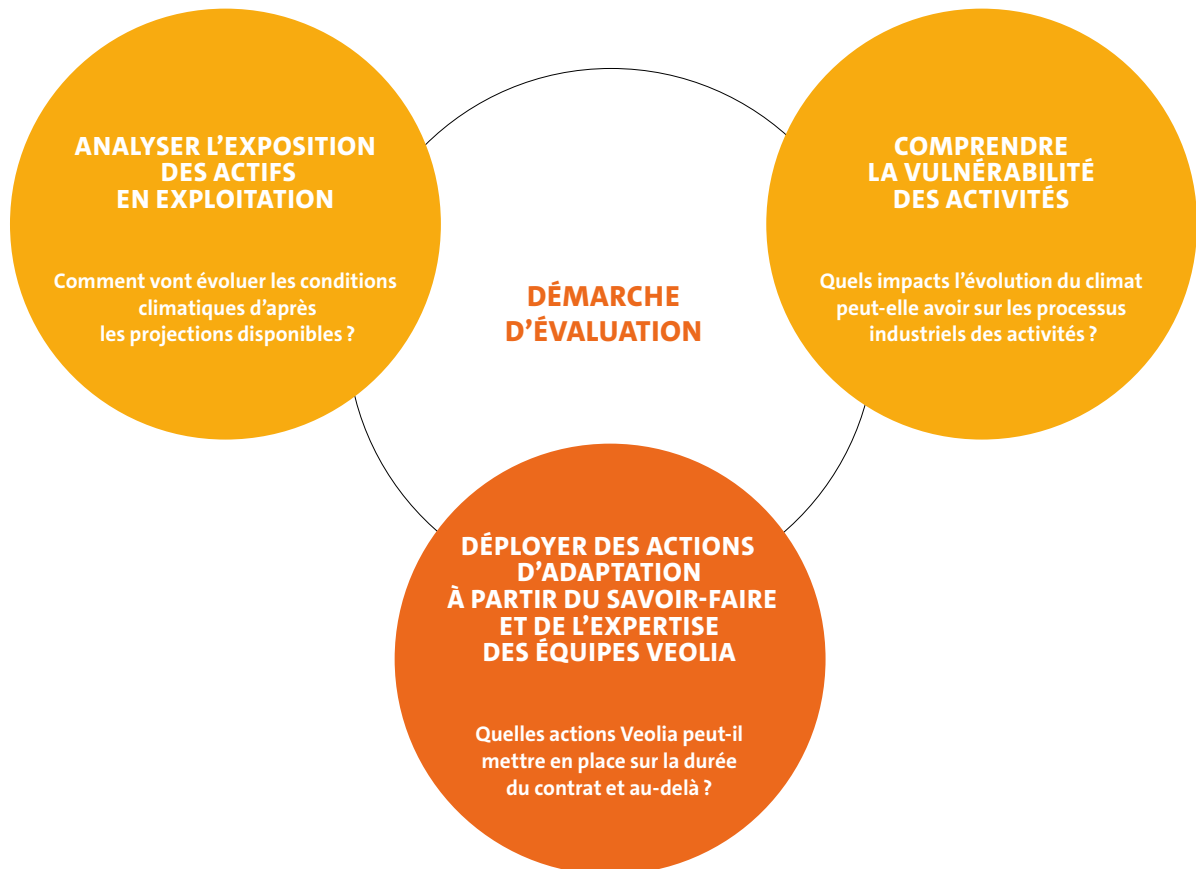 ANALYSER L'EXPOSITION
DES ACTIFS
EN EXPLOITATION
Comment vont évoluer les conditions
climatiques d'après
les projections disponibles ?
COMPRENDRE
LA VULNÉRABILITÉ
DES ACTIVITÉS
Quels impacts l'évolution du climat
peut-elle avoir sur les processus
industriels des activités ?
DÉMARCHE
D'ÉVALUATION
DÉPLOYER DES ACTIONS
D'ADAPTATION
À PARTIR DU SAVOIR-FAIRE
ET DE L'EXPERTISE
DES ÉQUIPES VEOLIA
Quelles actions Veolia peut-il
mettre en place sur la durée
du contrat et au-delà ?